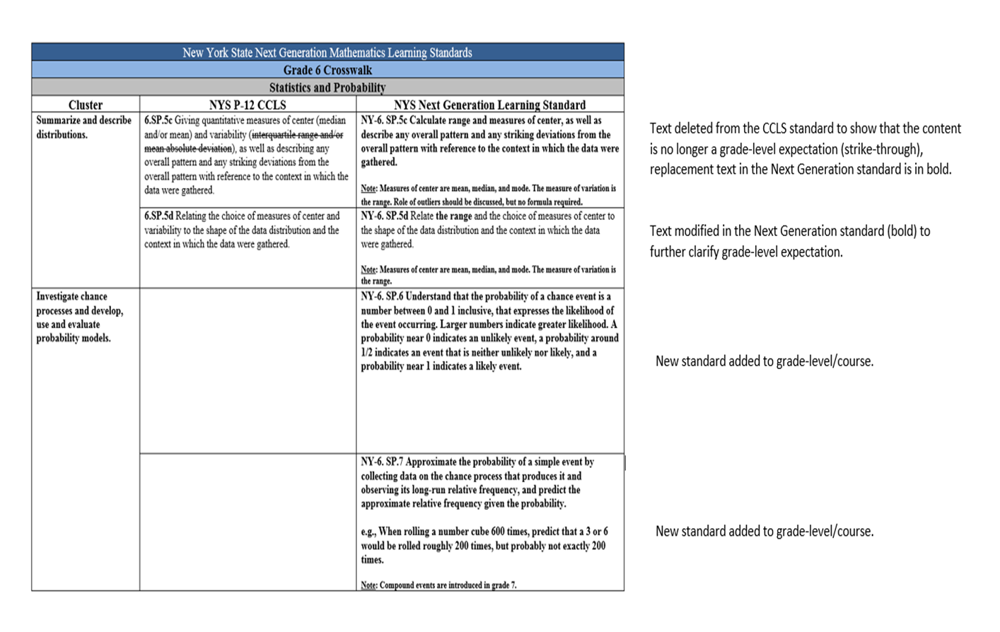 New York State Next Generation Mathematics Learning Standards
Grade 6 Crosswalk
Statistics and Probability
Cluster
NYS P-12 CCLS
NYS Next Generation Learning Standard
Summarize and describe
distributions.
6.SP.5c Giving quantitative measures of center (median
and/or mean) and variability (interquartile range and/or
mean absolute deviation), as well as describing any
overall pattern and any striking deviations from the
overall pattern with reference to the context in which the
data were gathered.
NY-6. SP.5c Calculate range and measures of center, as well as
describe any overall pattern and any striking deviations from the
overall pattern with reference to the context in which the data were
gathered.
Note: Measures of center are mean, median, and mode. The measure of variation is
the range. Role of outliers should be discussed, but no formula required.
Text deleted from the CCLS standard to show that the content
is no longer a grade-level expectation (strike-through),
replacement text in the Next Generation standard is in bold.
6.SP.5d Relating the choice of measures of center and
variability to the shape of the data distribution and the
context in which the data were gathered.
NY-6. SP.5d Relate the range and the choice of measures of center to
the shape of the data distribution and the context in which the data
were gathered.
Note: Measures of center are mean, median, and mode. The measure of variation is
the range.
Text modified in the Next Generation standard (bold) to
further clarify grade-level expectation.
Investigate chance
processes and develop,
use and evaluate
probability models.
NY-6. SP.6 Understand that the probability of a chance event is a
number between 0 and 1 inclusive, that expresses the likelihood of
the event occurring. Larger numbers indicate greater likelihood. A
probability near 0 indicates an unlikely event, a probability around
1/2 indicates an event that is neither unlikely nor likely, and a
probability near 1 indicates a likely event.
New standard added to grade-level/course.
NY-6. SP.7 Approximate the probability of a simple event by
collecting data on the chance process that produces it and
observing its long-run relative frequency, and predict the
approximate relative frequency given the probability.
e.g., When rolling a number cube 600 times, predict that a 3 or 6
would be rolled roughly 200 times, but probably not exactly 200
times.
Note: Compound events are introduced in grade 7.
New standard added to grade-level/course.